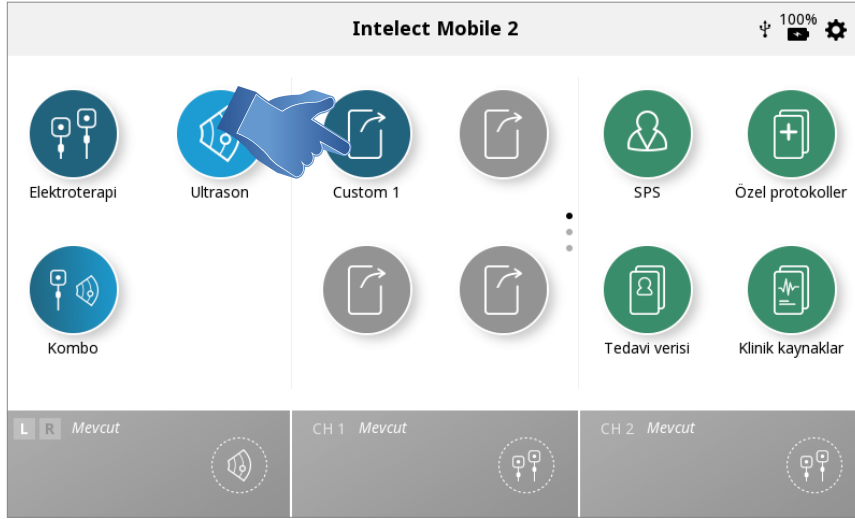 Intelect Mobile 2
100%
Elektroterapi
Ultrason
Custom 1
SPS
Özel protokoller
Kombo
Tedavi verisi
Klinik kaynaklar
L R Mevcut
CH 1 Mevcut
CH 2 Mevcut